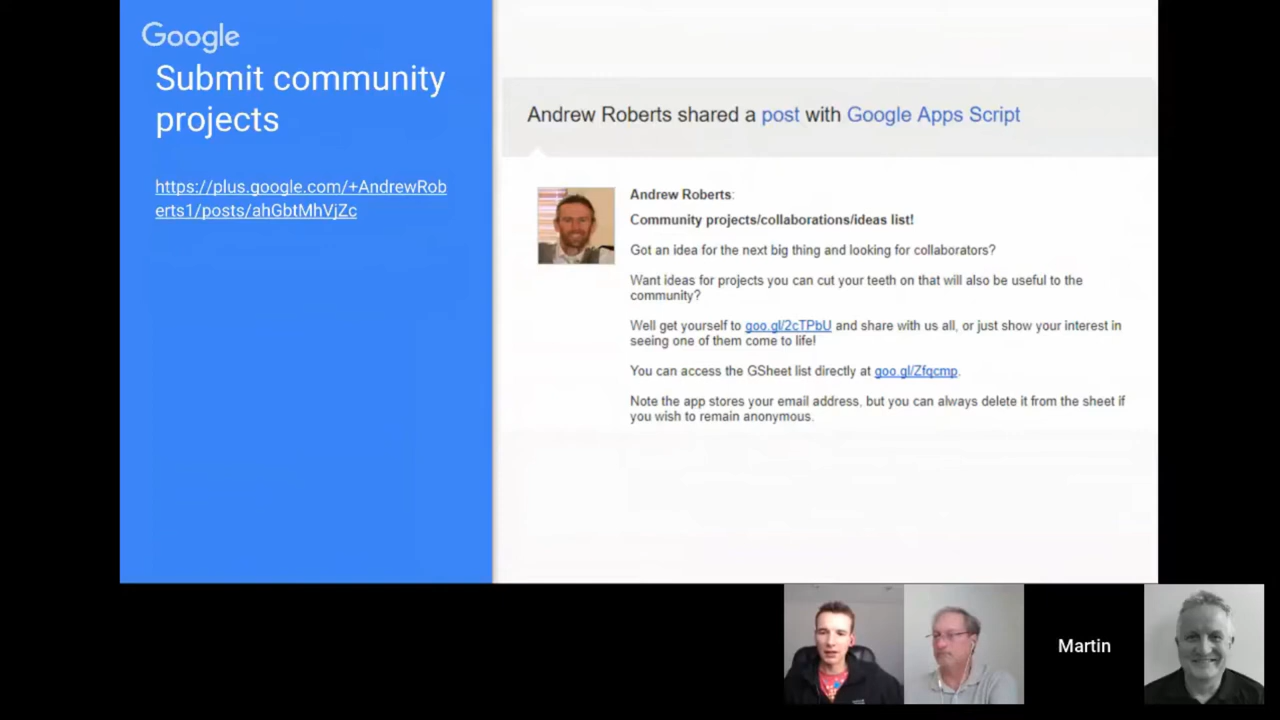 Google
Submit community
projects
https://plus.google.com/+AndrewRob
erts1/posts/ahGbtMhVjZc
Andrew Roberts shared a post with Google Apps Script
Andrew Roberts:
Community projects/collaborations/ideas list!
Got an idea for the next big thing and looking for collaborators?
Want ideas for projects you can cut your teeth on that will also be useful to the
community?
Well get yourself to goo.gl/2cTPbU and share with us all, or just show your interest in
seeing one of them come to life!
You can access the GSheet list directly at goo.gl/Zfqcmp.
Note the app stores your email address, but you can always delete it from the sheet if
you wish to remain anonymous.
Martin